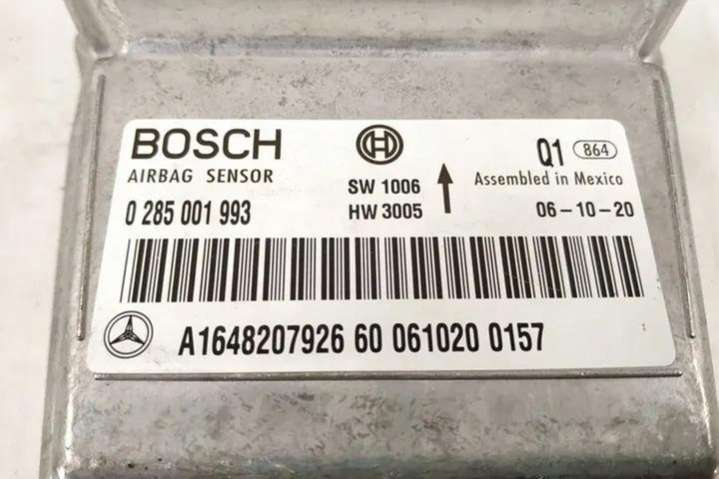 BOSCH
AIRBAG SENSOR
0 285 001 993
SW 1006
HW 3005
Q1 864
Assembled in Mexico
06-10-20
A1648207926 60 061020 0157